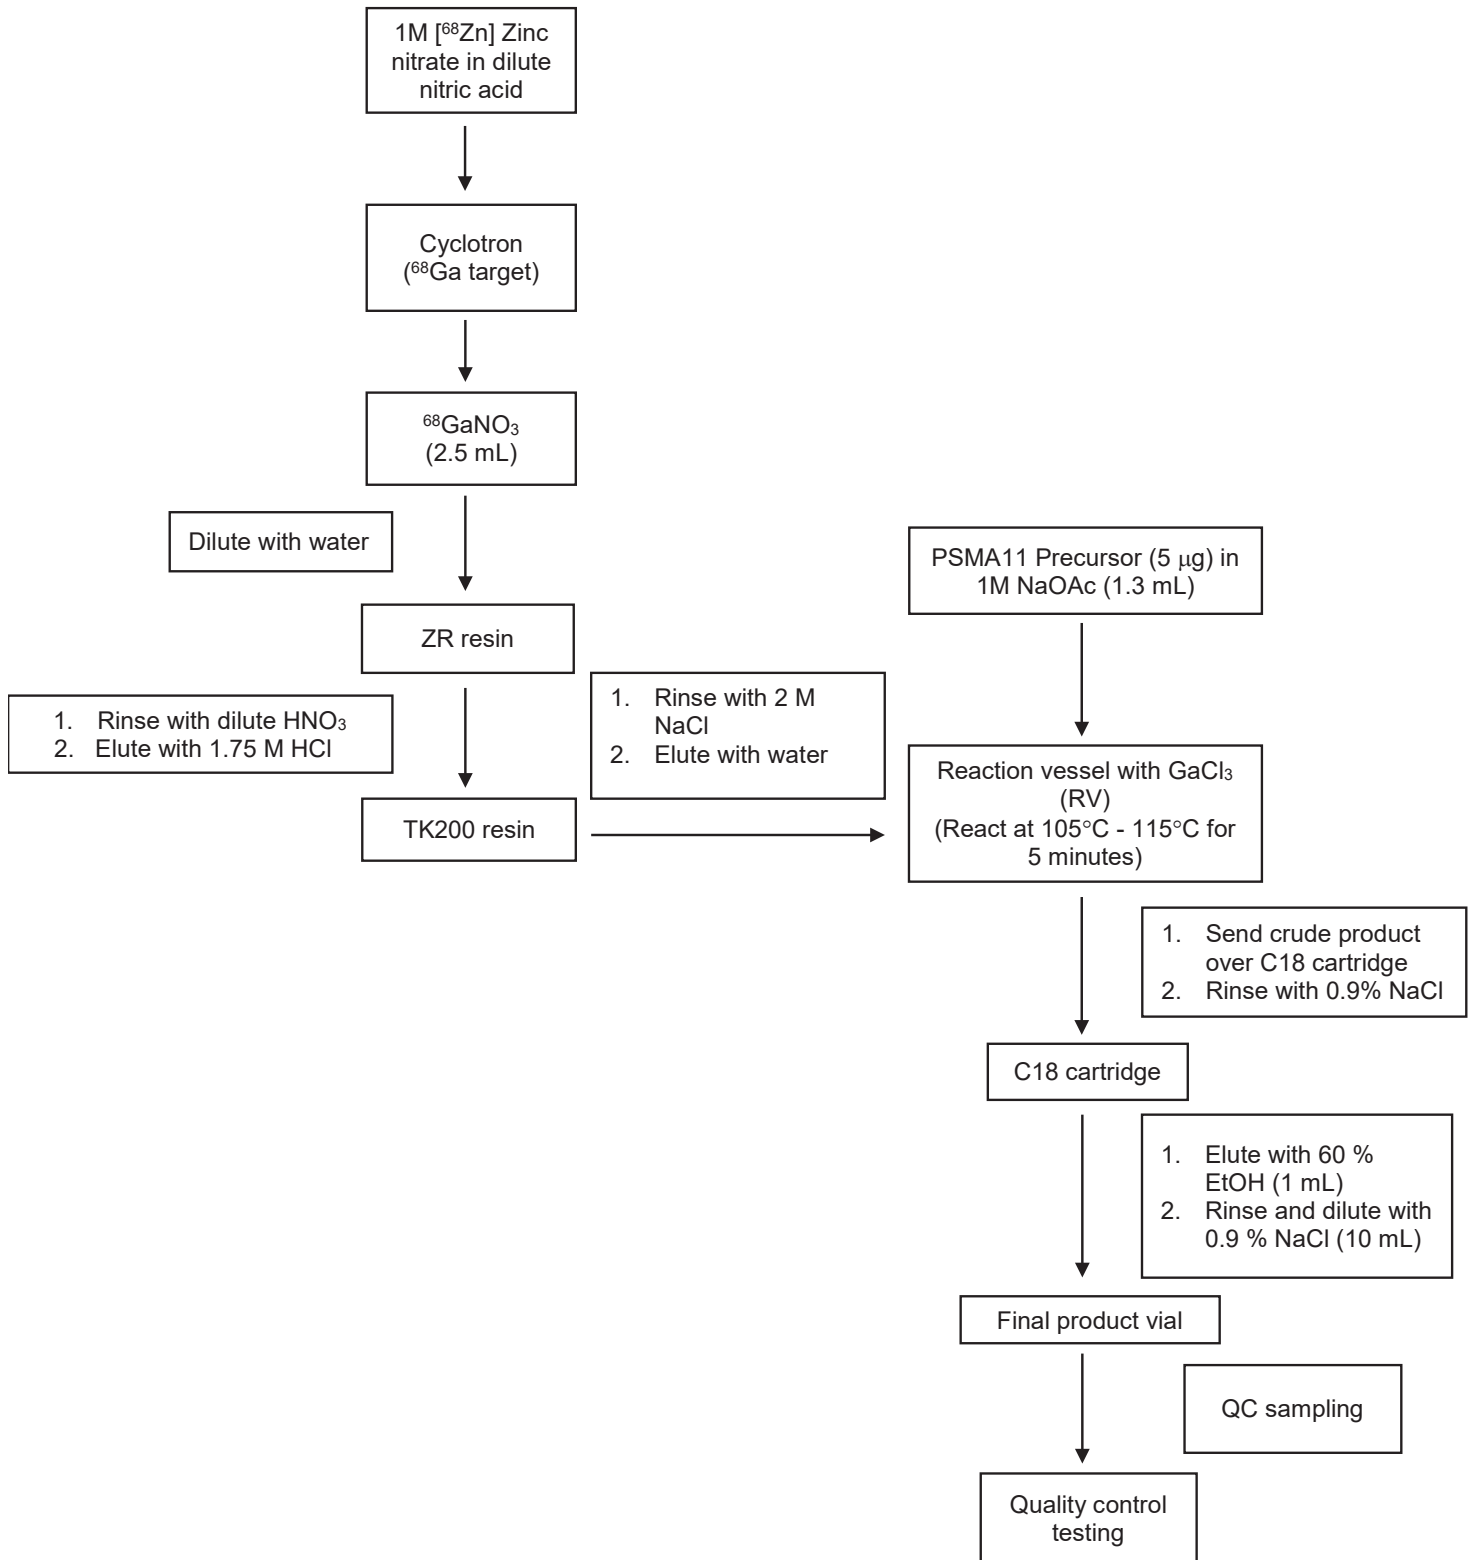 1M [⁶⁸Zn] Zinc
nitrate in dilute
nitric acid
Cyclotron
(⁶⁸Ga target)
⁶⁸GaNO₃
(2.5 mL)
Dilute with water
ZR resin
1. Rinse with dilute HNO₃
2. Elute with 1.75 M HCl
TK200 resin
1. Rinse with 2 M
NaCl
2. Elute with water
PSMA11 Precursor (5 μg) in
1M NaOAc (1.3 mL)
Reaction vessel with GaCl₃
(RV)
(React at 105°C - 115°C for
5 minutes)
1. Send crude product
over C18 cartridge
2. Rinse with 0.9% NaCl
C18 cartridge
1. Elute with 60 %
EtOH (1 mL)
2. Rinse and dilute with
0.9 % NaCl (10 mL)
Final product vial
QC sampling
Quality control
testing